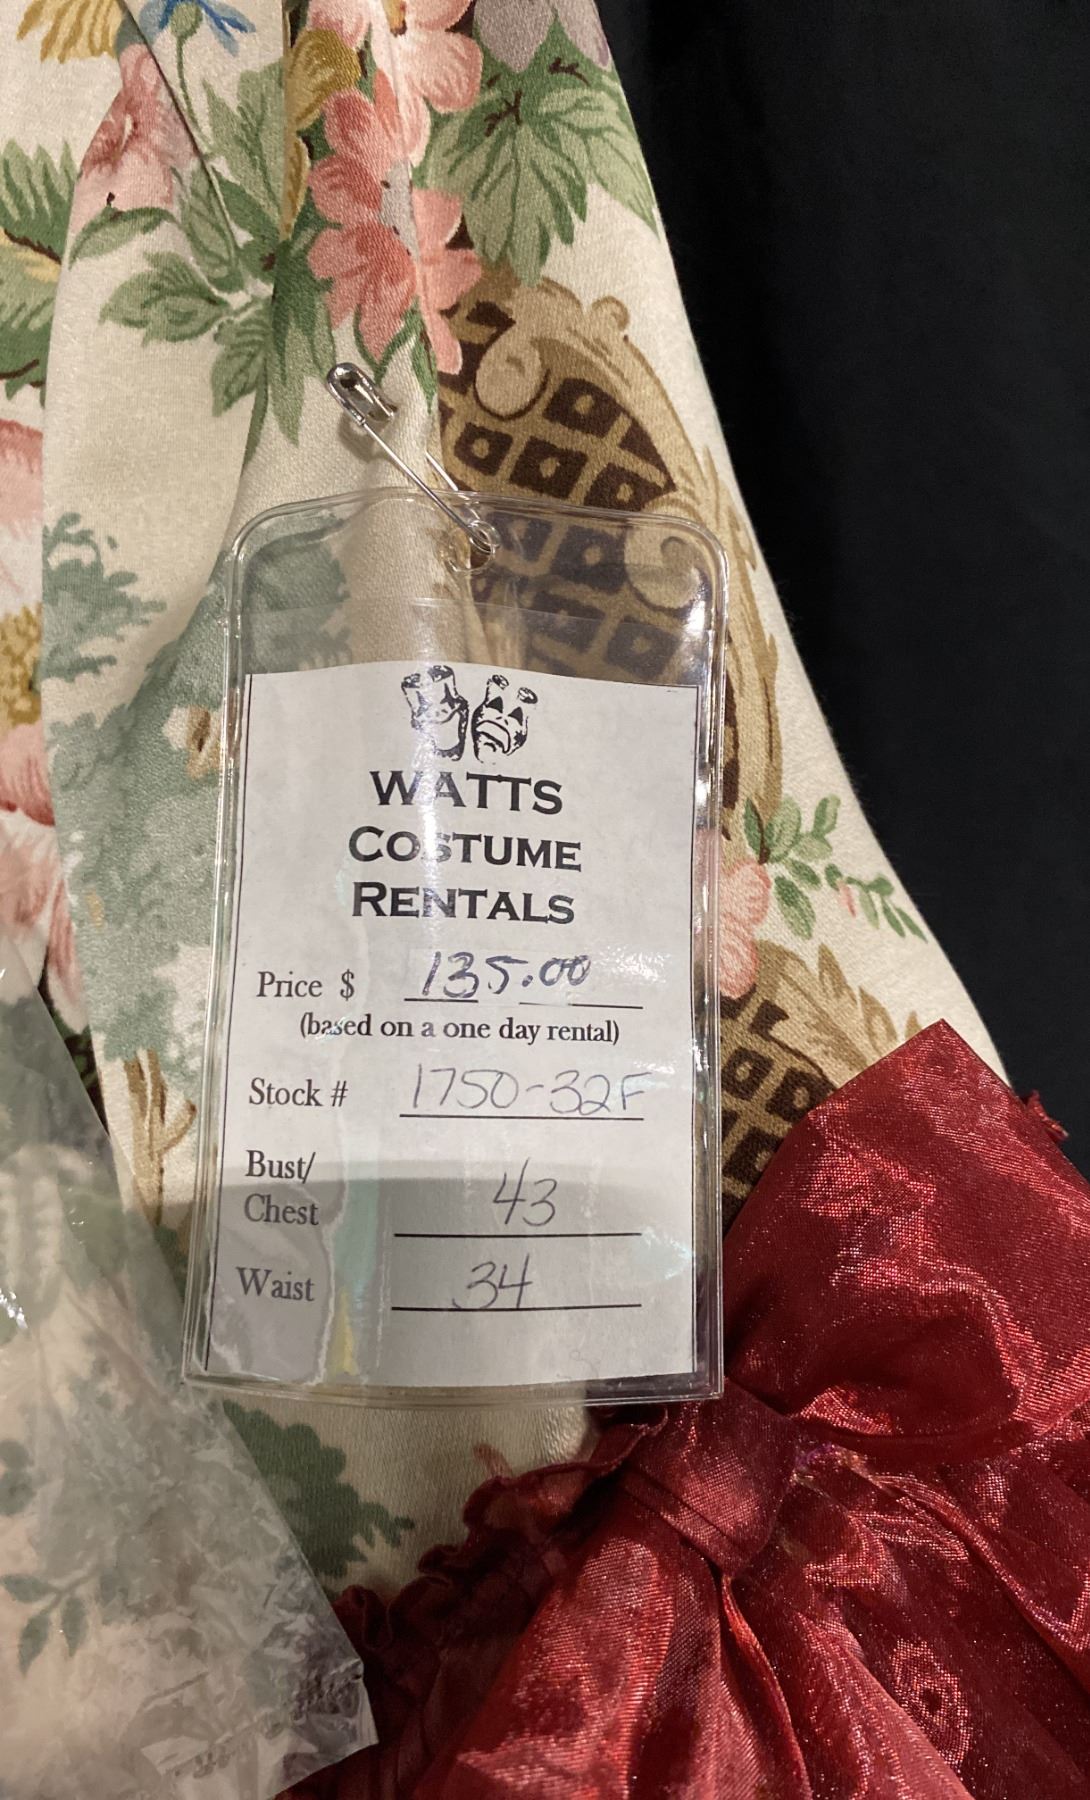 WATTS
COSTUME
RENTALS
Price $ 135.00
(based on a one day rental)
Stock # 1750-32F
Bust/
Chest 43
Waist 34